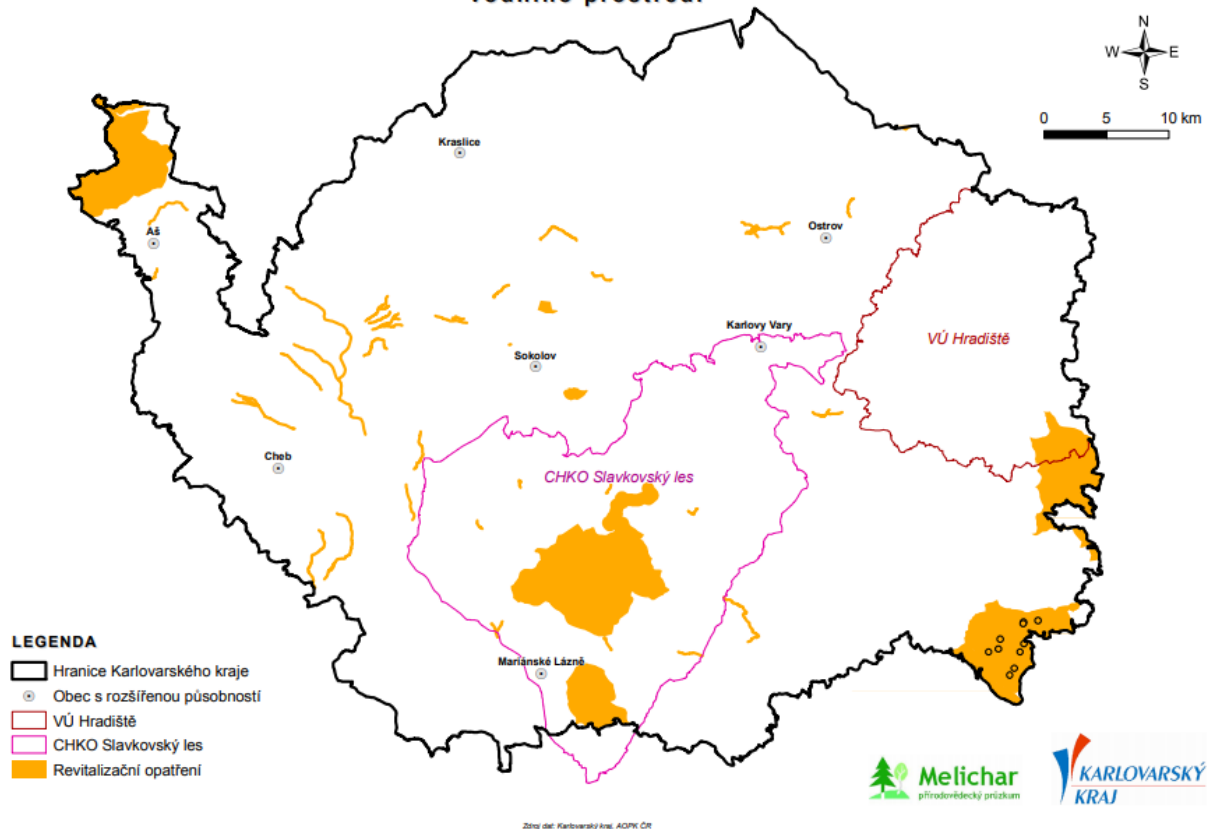 N
W E
S
0 5 10 km
Kraslice
Aš
Ostrov
Karlovy Vary
VÚ Hradiště
Sokolov
Cheb
CHKO Slavkovský les
Mariánské Lázně
LEGENDA
Hranice Karlovarského kraje
Obec s rozšířenou působností
VÚ Hradiště
CHKO Slavkovský les
Revitalizační opatření
Melichar
přírodovědecký průzkum
KARLOVARSKÝ
KRAJ
Zdroj dat: Karlovarský kraj, AOPK ČR